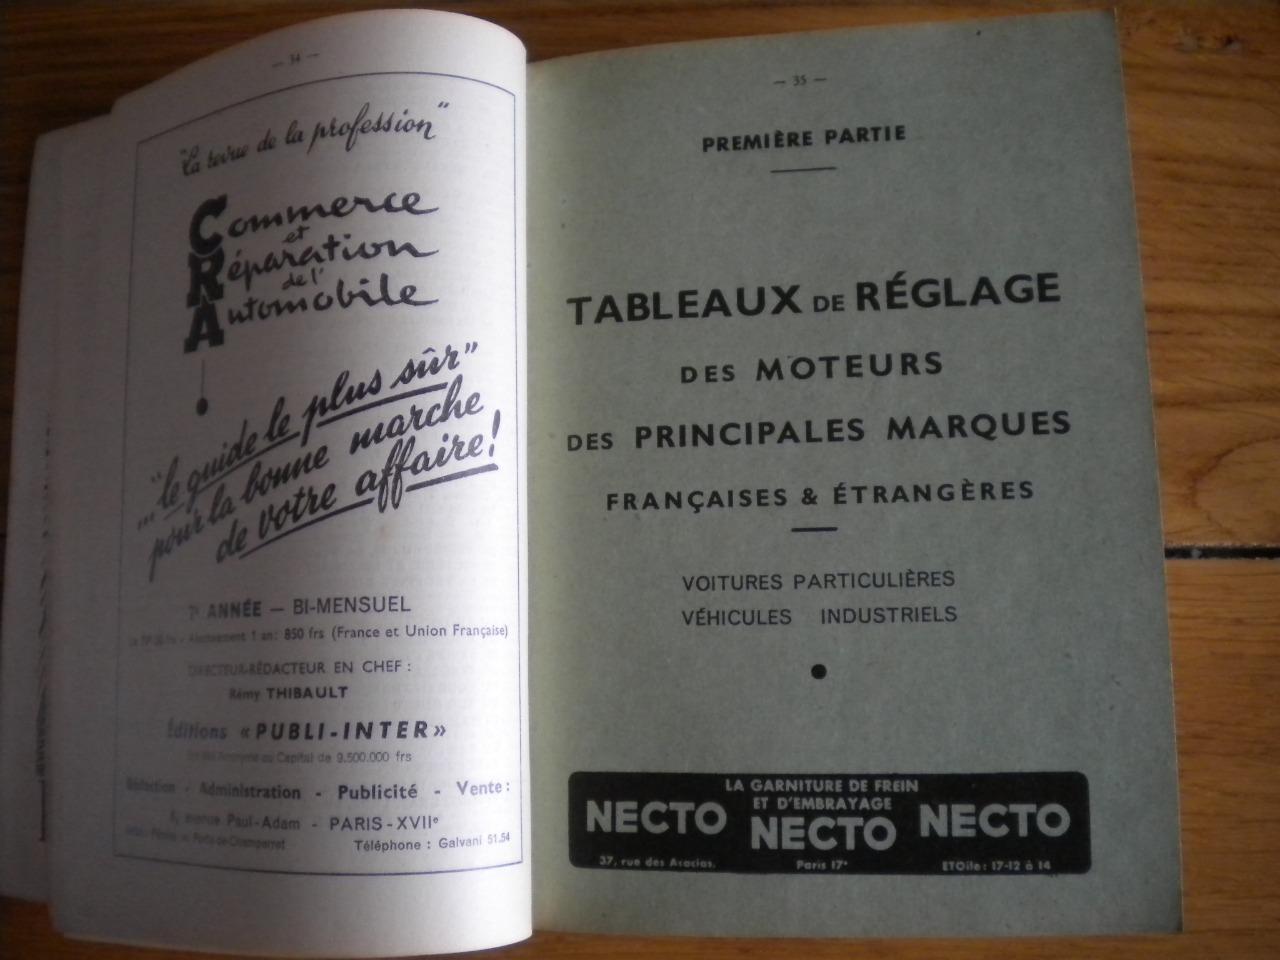 — 34 —
"La revue de la profession"
Commerce
et
Réparation
de l'
Automobile
..."le guide le plus sûr"
pour la bonne marche
de votre affaire!
7e ANNÉE — BI-MENSUEL
Abonnement 1 an: 850 frs (France et Union Française)
DIRECTEUR-RÉDACTEUR EN CHEF :
Rémy THIBAULT
Éditions «PUBLI-INTER»
Société Anonyme au Capital de 9.500.000 frs
Rédaction - Administration - Publicité - Vente :
avenue Paul-Adam - PARIS-XVIIe
Porte de Champerret
Téléphone : Galvani 51.54
— 35 —
PREMIÈRE PARTIE
TABLEAUX DE RÉGLAGE
DES MOTEURS
DES PRINCIPALES MARQUES
FRANÇAISES & ÉTRANGÈRES
VOITURES PARTICULIÈRES
VÉHICULES INDUSTRIELS
LA GARNITURE DE FREIN
ET D'EMBRAYAGE
NECTO NECTO NECTO
37, rue des Acacias. Paris 17e ETOile : 17-12 à 14